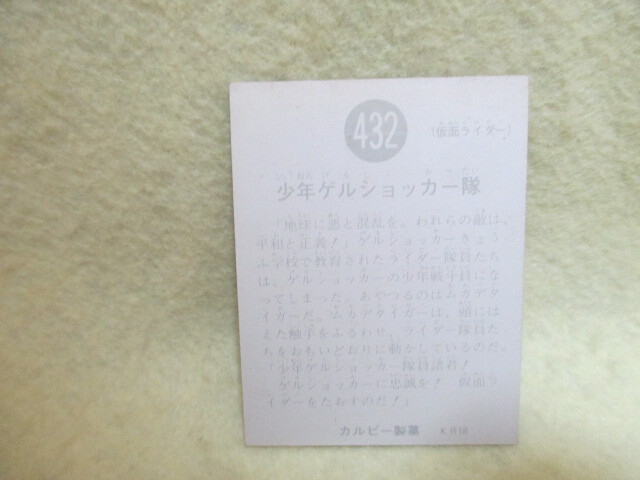 432
(仮面ライダー)
少年ゲルショッカー隊
「地球に悪と混乱を。われらの敵は、
平和と正義!」ゲルショッカーきょう
ふ学校で教育されたライダー隊員たち
は、ゲルショッカーの少年戦斗員にな
ってしまった。あやつるのはムカデタ
イガーだ。ムカデタイガーは、頭には
えた触手をふるわせ、ライダー隊員た
ちをおもいどおりに動かしているのだ。
「少年ゲルショッカー隊員諸君!
ゲルショッカーに忠誠を! 仮面ラ
イダーをたおすのだ!」
カルビー製菓